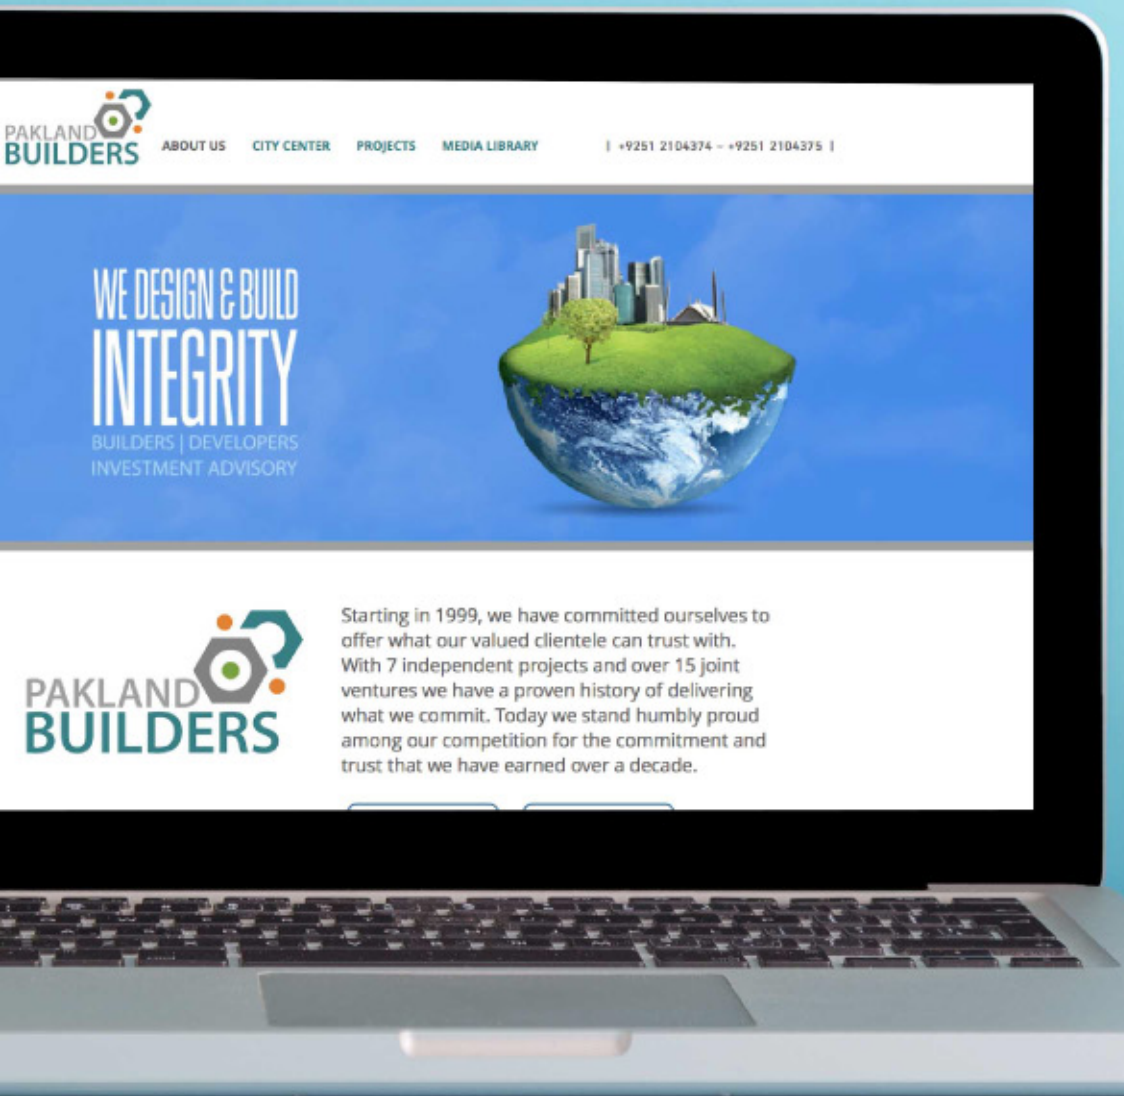 PAKLAND
BUILDERS
ABOUT US CITY CENTER PROJECTS MEDIA LIBRARY | +9251 2104374 – +9251 2104375 |
WE DESIGN & BUILD
INTEGRITY
BUILDERS | DEVELOPERS
INVESTMENT ADVISORY
PAKLAND
BUILDERS
Starting in 1999, we have committed ourselves to
offer what our valued clientele can trust with.
With 7 independent projects and over 15 joint
ventures we have a proven history of delivering
what we commit. Today we stand humbly proud
among our competition for the commitment and
trust that we have earned over a decade.